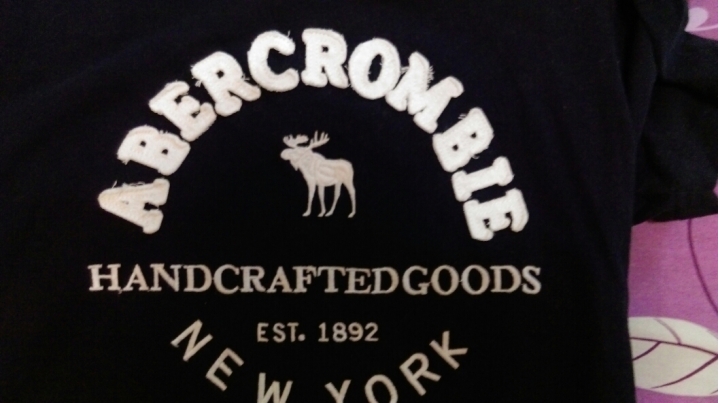 ABERCROMBIE
HANDCRAFTEDGOODS
EST. 1892
NEW YORK